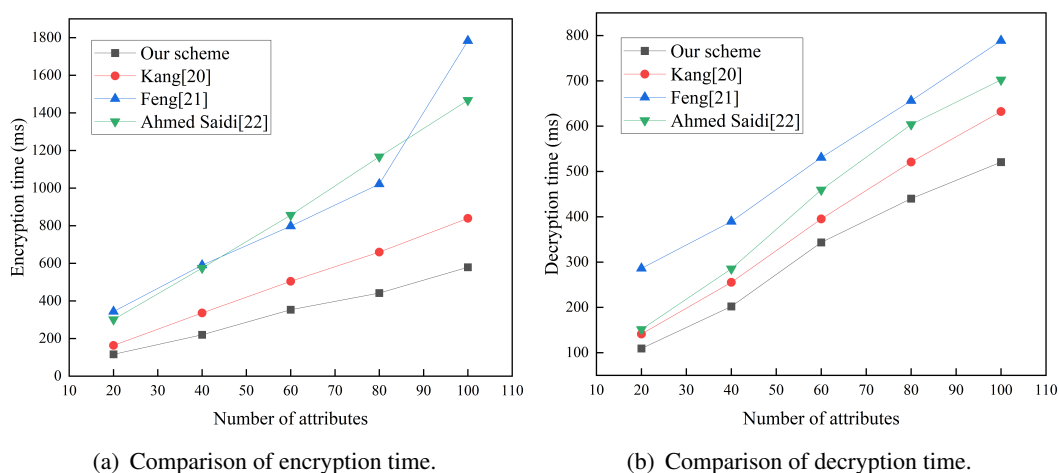 1800
1600
1400
1200
1000
800
600
400
200
0
Encryption time (ms)
Our scheme
Kang[20]
Feng[21]
Ahmed Saidi[22]
10 20 30 40 50 60 70 80 90 100 110
Number of attributes
(a) Comparison of encryption time.
800
700
600
500
400
300
200
100
Decryption time (ms)
Our scheme
Kang[20]
Feng[21]
Ahmed Saidi[22]
10 20 30 40 50 60 70 80 90 100 110
Number of attributes
(b) Comparison of decryption time.